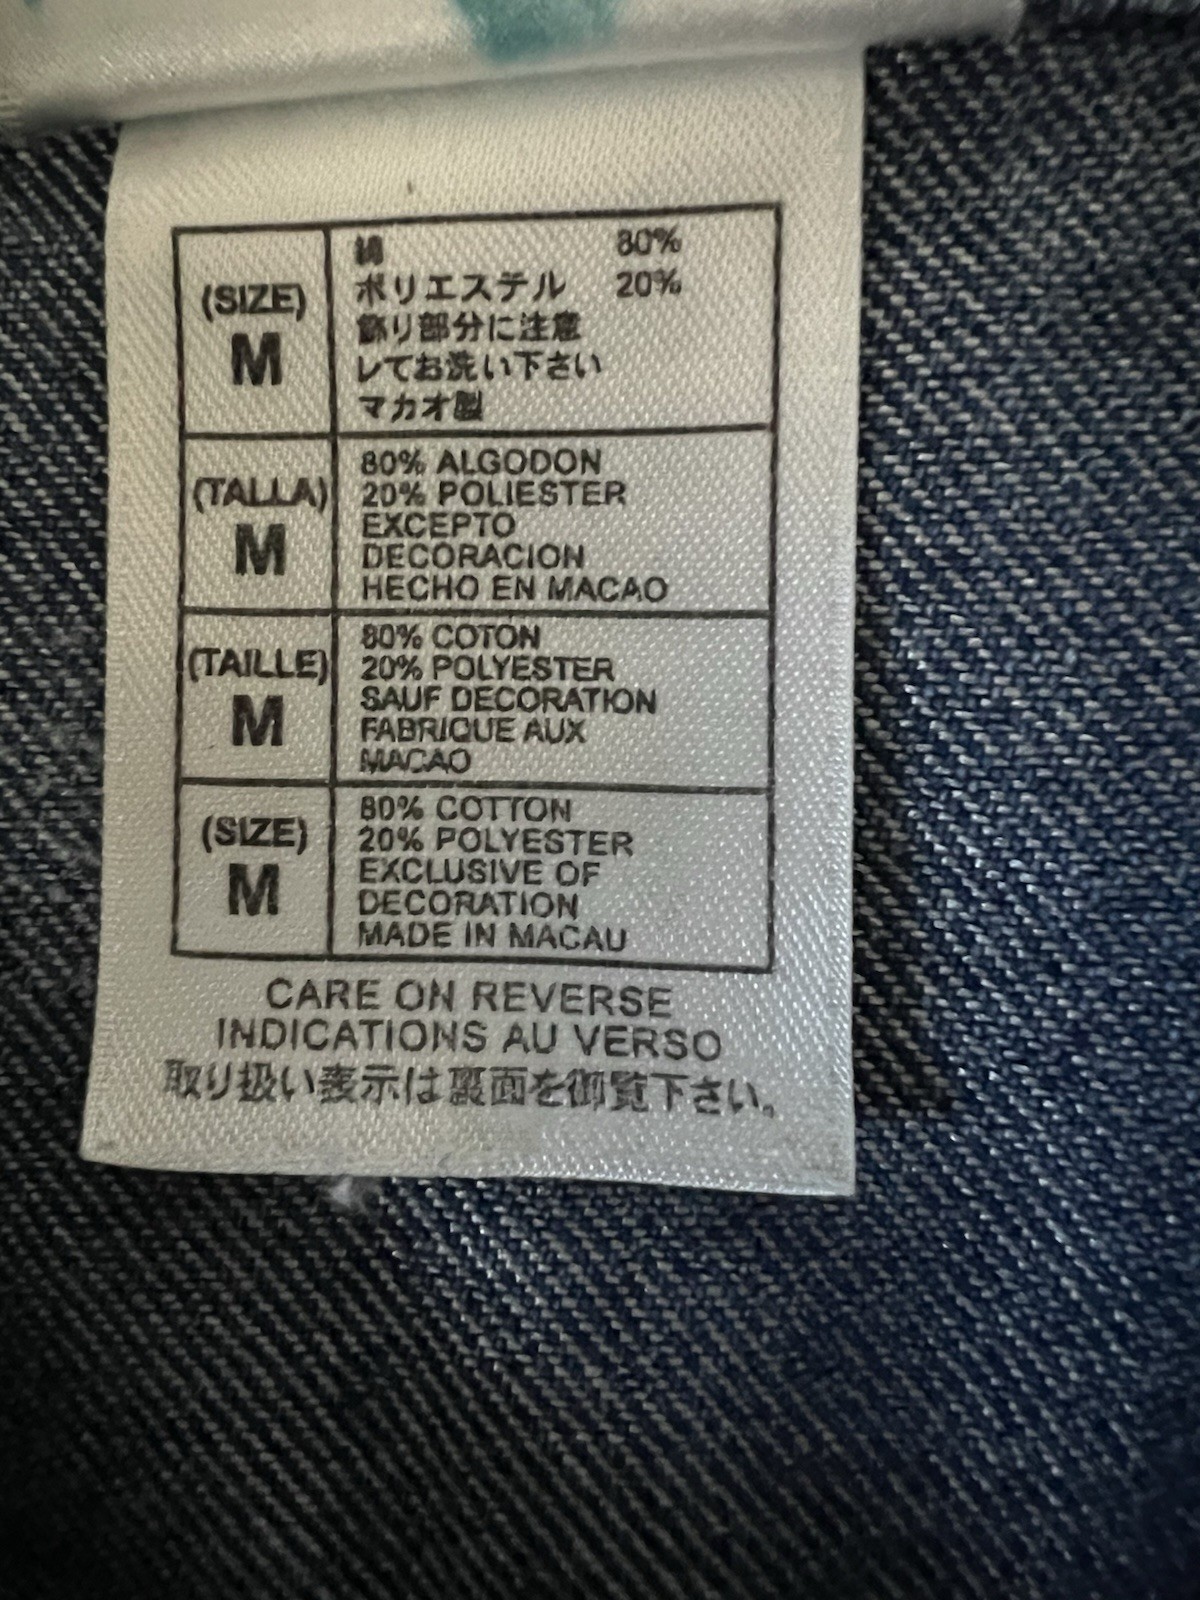 (SIZE)
M
綿 80%
ポリエステル 20%
飾り部分に注意
レてお洗い下さい
マカオ製
(TALLA)
M
80% ALGODON
20% POLIESTER
EXCEPTO
DECORACION
HECHO EN MACAO
(TAILLE)
M
80% COTON
20% POLYESTER
SAUF DECORATION
FABRIQUE AUX
MACAO
(SIZE)
M
80% COTTON
20% POLYESTER
EXCLUSIVE OF
DECORATION
MADE IN MACAU
CARE ON REVERSE
INDICATIONS AU VERSO
取り扱い表示は裏面を御覧下さい。